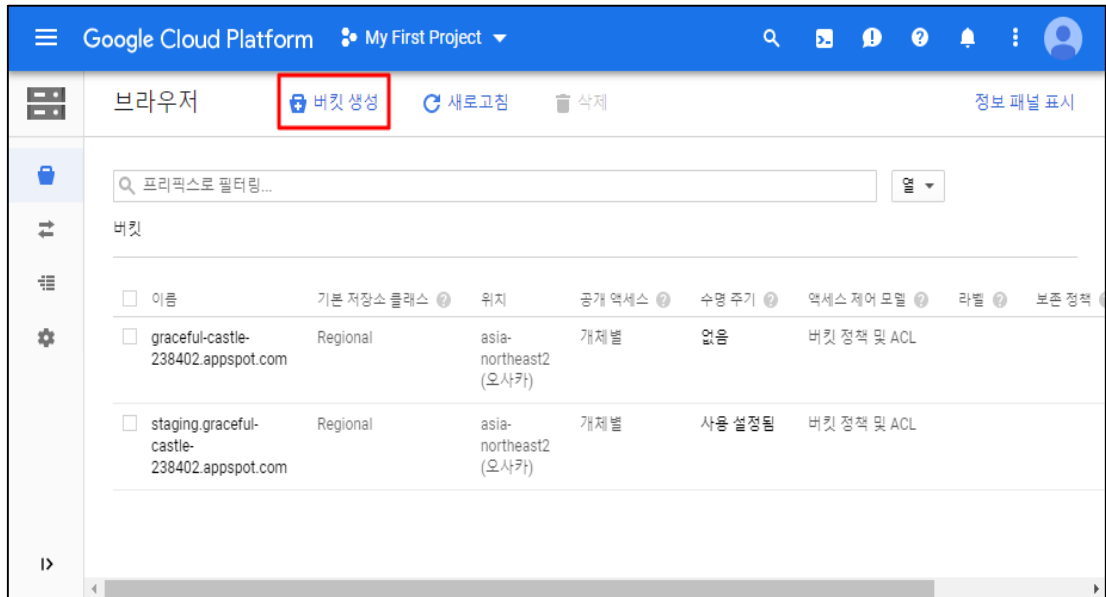 Google Cloud Platform My First Project
브라우저 버킷 생성 새로고침 삭제 정보 패널 표시
프리픽스로 필터링... 열
버킷
이름 기본 저장소 클래스 위치 공개 액세스 수명 주기 액세스 제어 모델 라벨 보존 정책
graceful-castle- Regional asia- 개체별 없음 버킷 정책 및 ACL
238402.appspot.com northeast2
(오사카)
staging.graceful- Regional asia- 개체별 사용 설정됨 버킷 정책 및 ACL
castle- northeast2
238402.appspot.com (오사카)